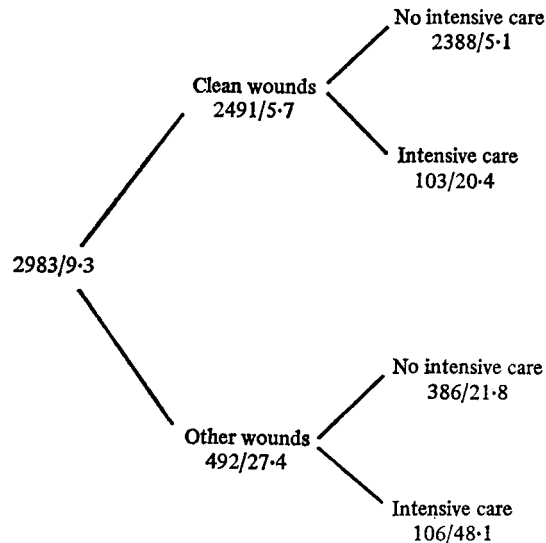 No intensive care
2388/5·1
Clean wounds
2491/5·7
Intensive care
103/20·4
2983/9·3
No intensive care
386/21·8
Other wounds
492/27·4
Intensive care
106/48·1